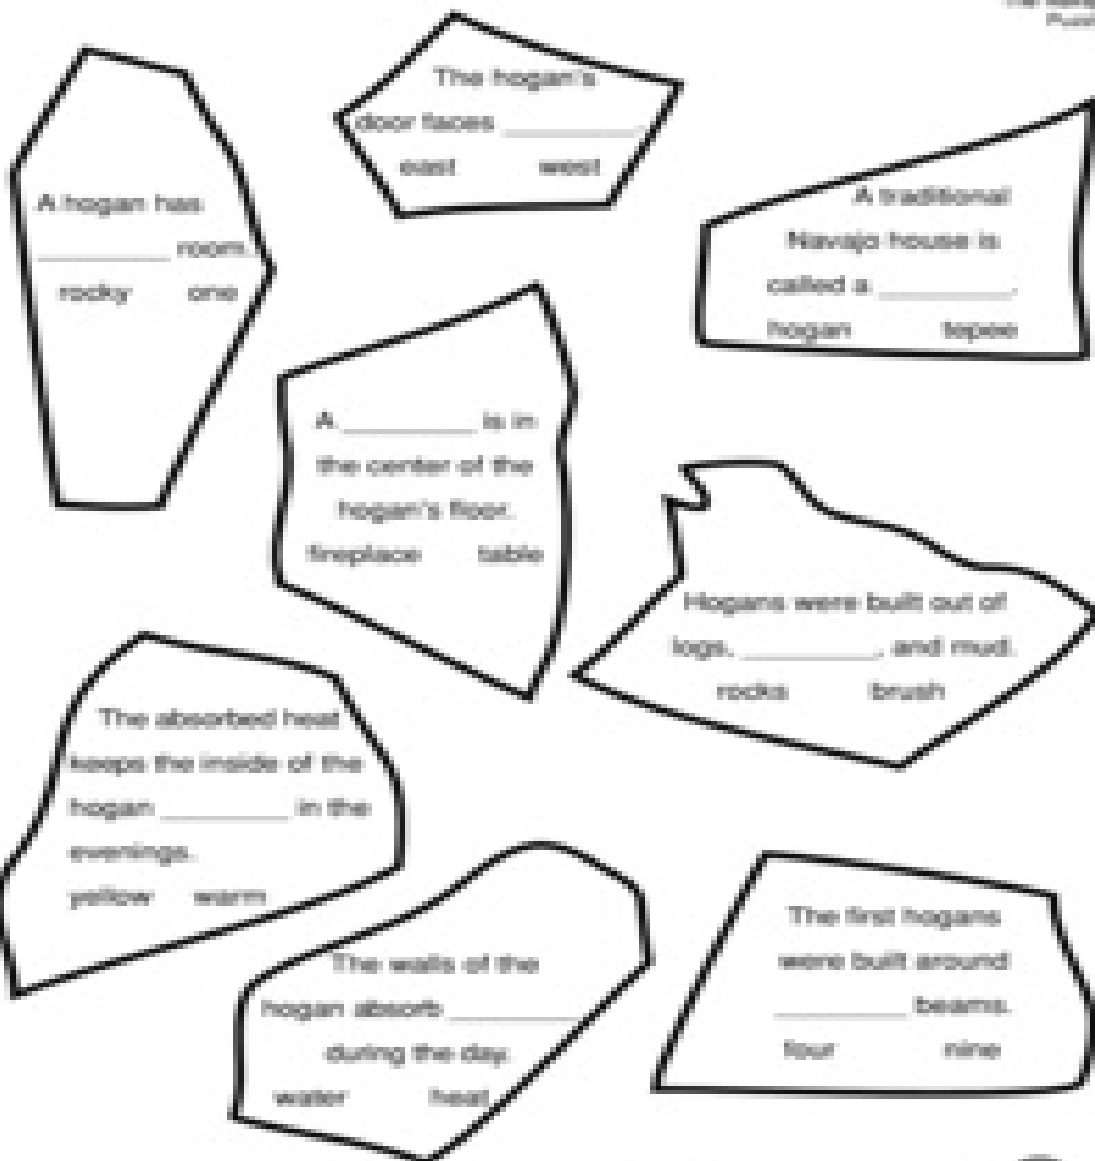 The hogan's
door faces ________.
east west
A hogan has
________ room.
rocky one
A traditional
Navajo house is
called a ________.
hogan tepee
A ________ is in
the center of the
hogan's floor.
fireplace table
Hogans were built out of
logs, ________, and mud.
rocks brush
The absorbed heat
keeps the inside of the
hogan ________ in the
evenings.
yellow warm
The walls of the
hogan absorb ________
during the day.
water heat
The first hogans
were built around
________ beams.
four nine